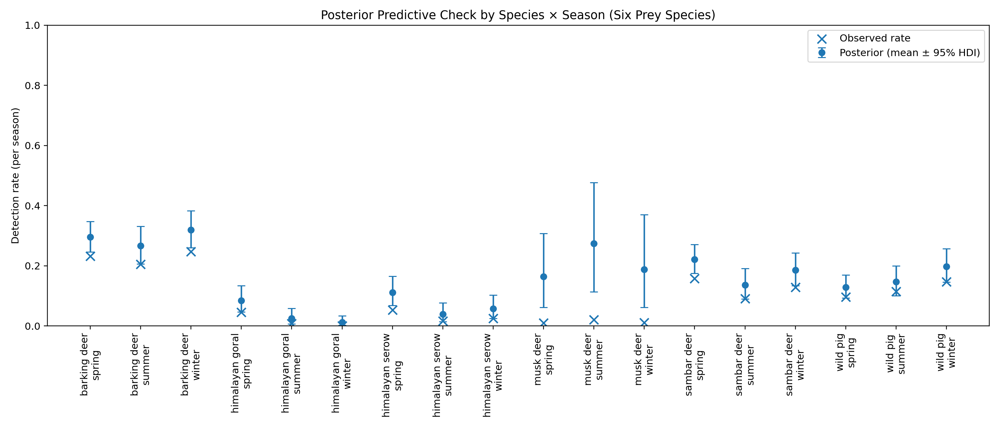 Posterior Predictive Check by Species × Season (Six Prey Species)
Observed rate
Posterior (mean ± 95% HDI)
Detection rate (per season)
1.0
0.8
0.6
0.4
0.2
0.0
barking deer
spring
barking deer
summer
barking deer
winter
himalayan goral
spring
himalayan goral
summer
himalayan goral
winter
himalayan serow
spring
himalayan serow
summer
himalayan serow
winter
musk deer
spring
musk deer
summer
musk deer
winter
sambar deer
spring
sambar deer
summer
sambar deer
winter
wild pig
spring
wild pig
summer
wild pig
winter